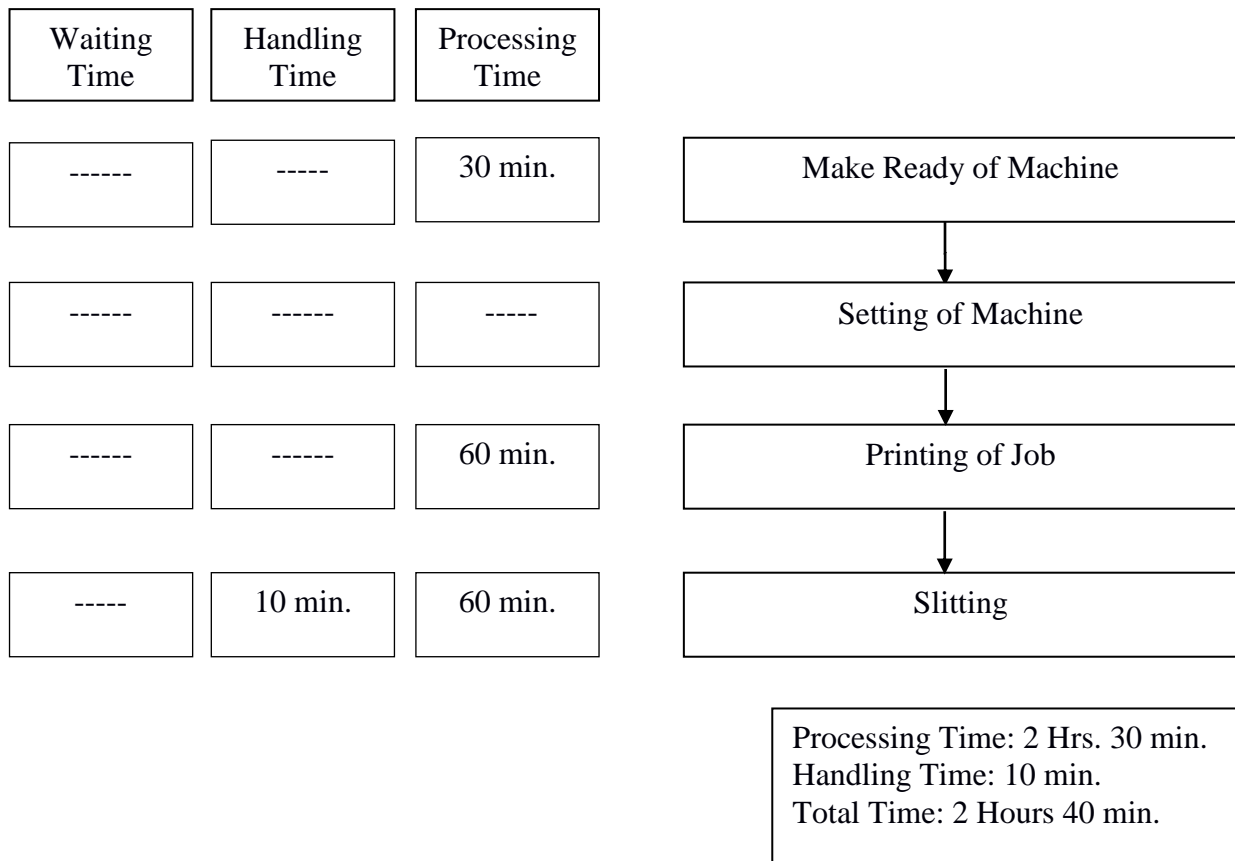 Waiting
Time
Handling
Time
Processing
Time
------
-----
30 min.
Make Ready of Machine
------
------
-----
Setting of Machine
------
------
60 min.
Printing of Job
-----
10 min.
60 min.
Slitting
Processing Time: 2 Hrs. 30 min.
Handling Time: 10 min.
Total Time: 2 Hours 40 min.